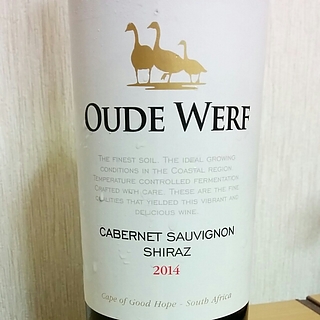 OUDE WERF
THE FINEST SOIL. THE IDEAL GROWING
CONDITIONS IN THE COASTAL REGION.
TEMPERATURE CONTROLLED FERMENTATION.
CRAFTED WITH CARE. THESE ARE THE FINE
QUALITIES THAT YIELDED THIS VIBRANT AND
DELICIOUS WINE.
CABERNET SAUVIGNON
SHIRAZ
2014
Cape of Good Hope - South Africa